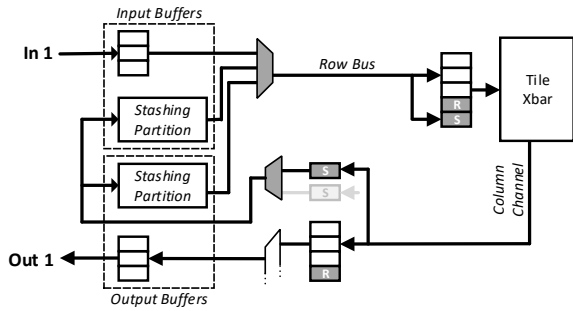 Input Buffers
In 1
Row Bus
Tile
Xbar
R
S
Stashing
Partition
Stashing
Partition
S
S
Column
Channel
Out 1
R
Output Buffers